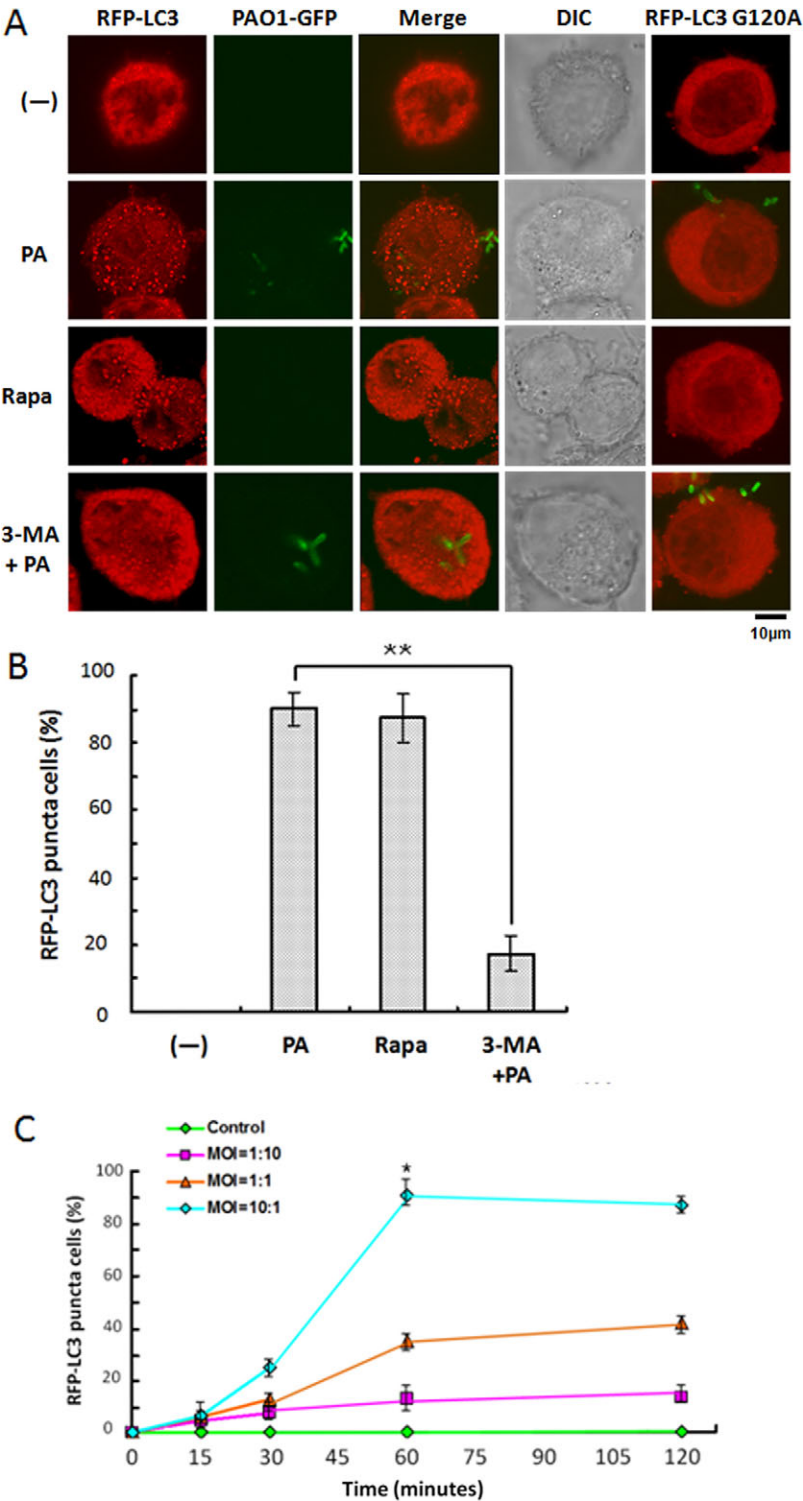 A
RFP-LC3 PAO1-GFP Merge DIC RFP-LC3 G120A
(—)
PA
Rapa
3-MA
+ PA
10µm
B
**
RFP-LC3 puncta cells (%)
100
80
60
40
20
0
(—) PA Rapa 3-MA
+PA
C
Control
MOI=1:10
MOI=1:1
MOI=10:1
*
RFP-LC3 puncta cells (%)
100
80
60
40
20
0
0 15 30 45 60 75 90 105 120
Time (minutes)